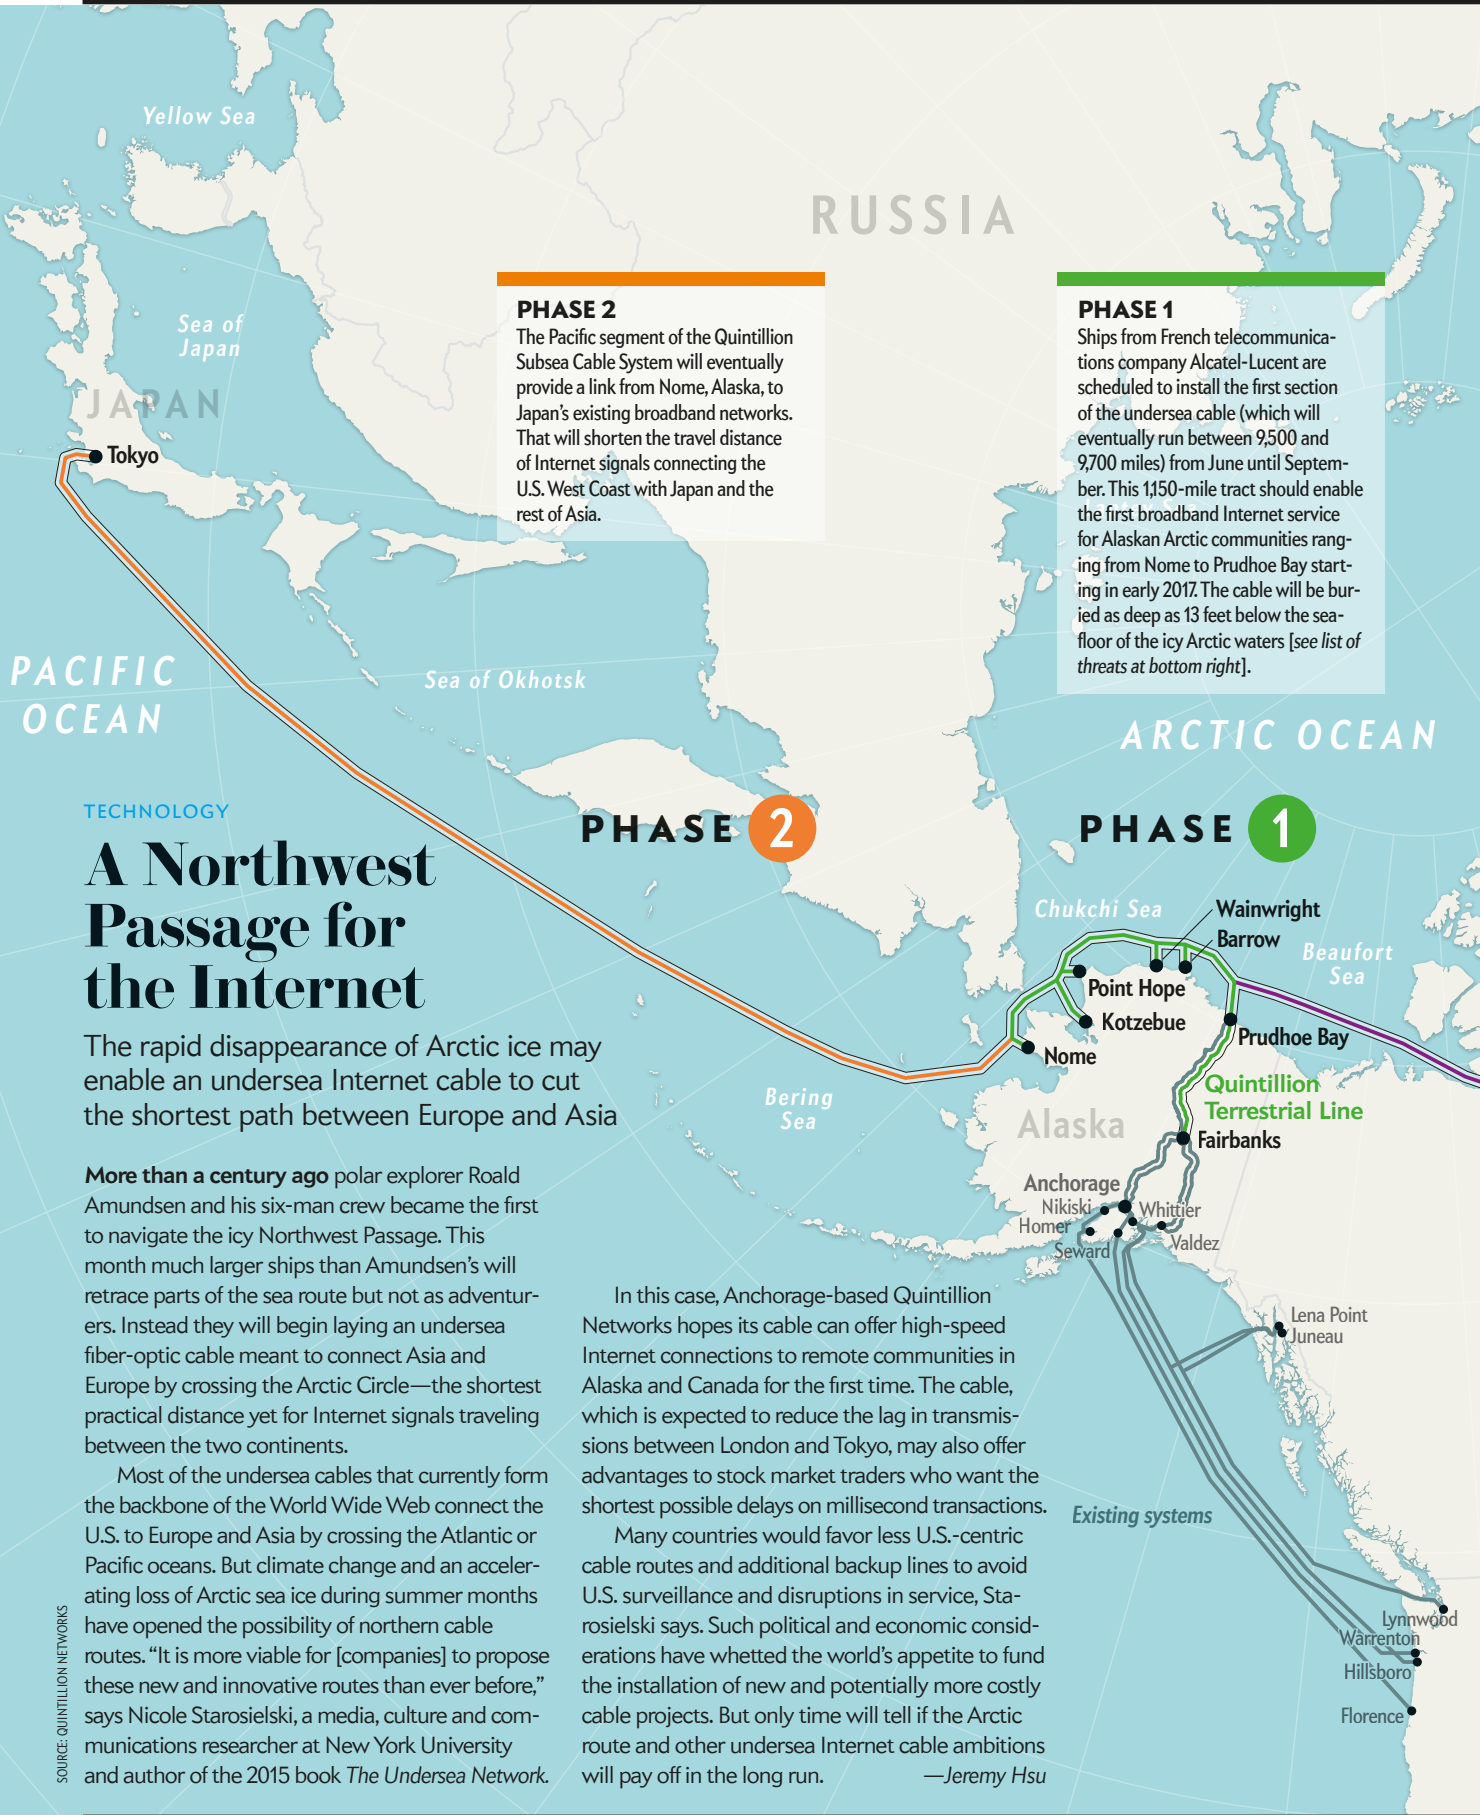 Yellow Sea
RUSSIA
PHASE 2
The Pacific segment of the Quintillion
Subsea Cable System will eventually
provide a link from Nome, Alaska, to
Japan's existing broadband networks.
That will shorten the travel distance
of Internet signals connecting the
U.S. West Coast with Japan and the
rest of Asia.
PHASE 1
Ships from French telecommunica-
tions company Alcatel-Lucent are
scheduled to install the first section
of the undersea cable (which will
eventually run between 9,500 and
9,700 miles) from June until Septem-
ber. This 1,150-mile tract should enable
the first broadband Internet service
for Alaskan Arctic communities rang-
ing from Nome to Prudhoe Bay start-
ing in early 2017. The cable will be bur-
ied as deep as 13 feet below the sea-
floor of the icy Arctic waters [see list of
threats at bottom right].
Sea of
Japan
JAPAN
Tokyo
PACIFIC
OCEAN
Sea of Okhotsk
ARCTIC OCEAN
PHASE 2
PHASE 1
TECHNOLOGY
A Northwest
Passage for
the Internet
The rapid disappearance of Arctic ice may
enable an undersea Internet cable to cut
the shortest path between Europe and Asia
Chukchi Sea
Wainwright
Barrow
Beaufort
Sea
Point Hope
Kotzebue
Nome
Prudhoe Bay
Quintillion
Terrestrial Line
Bering
Sea
Alaska
Fairbanks
Anchorage
Nikiski
Whittier
Homer
Seward
Valdez
Lena Point
Juneau
Existing systems
Lynnwood
Warrenton
Hillsboro
Florence
More than a century ago polar explorer Roald
Amundsen and his six-man crew became the first
to navigate the icy Northwest Passage. This
month much larger ships than Amundsen's will
retrace parts of the sea route but not as adventur-
ers. Instead they will begin laying an undersea
fiber-optic cable meant to connect Asia and
Europe by crossing the Arctic Circle—the shortest
practical distance yet for Internet signals traveling
between the two continents.
Most of the undersea cables that currently form
the backbone of the World Wide Web connect the
U.S. to Europe and Asia by crossing the Atlantic or
Pacific oceans. But climate change and an acceler-
ating loss of Arctic sea ice during summer months
have opened the possibility of northern cable
routes. “It is more viable for [companies] to propose
these new and innovative routes than ever before,”
says Nicole Starosielski, a media, culture and com-
munications researcher at New York University
and author of the 2015 book The Undersea Network.
In this case, Anchorage-based Quintillion
Networks hopes its cable can offer high-speed
Internet connections to remote communities in
Alaska and Canada for the first time. The cable,
which is expected to reduce the lag in transmis-
sions between London and Tokyo, may also offer
advantages to stock market traders who want the
shortest possible delays on millisecond transactions.
Many countries would favor less U.S.-centric
cable routes and additional backup lines to avoid
U.S. surveillance and disruptions in service, Sta-
rosielski says. Such political and economic consid-
erations have whetted the world's appetite to fund
the installation of new and potentially more costly
cable projects. But only time will tell if the Arctic
route and other undersea Internet cable ambitions
will pay off in the long run. —Jeremy Hsu
SOURCE: QUINTILLION NETWORKS